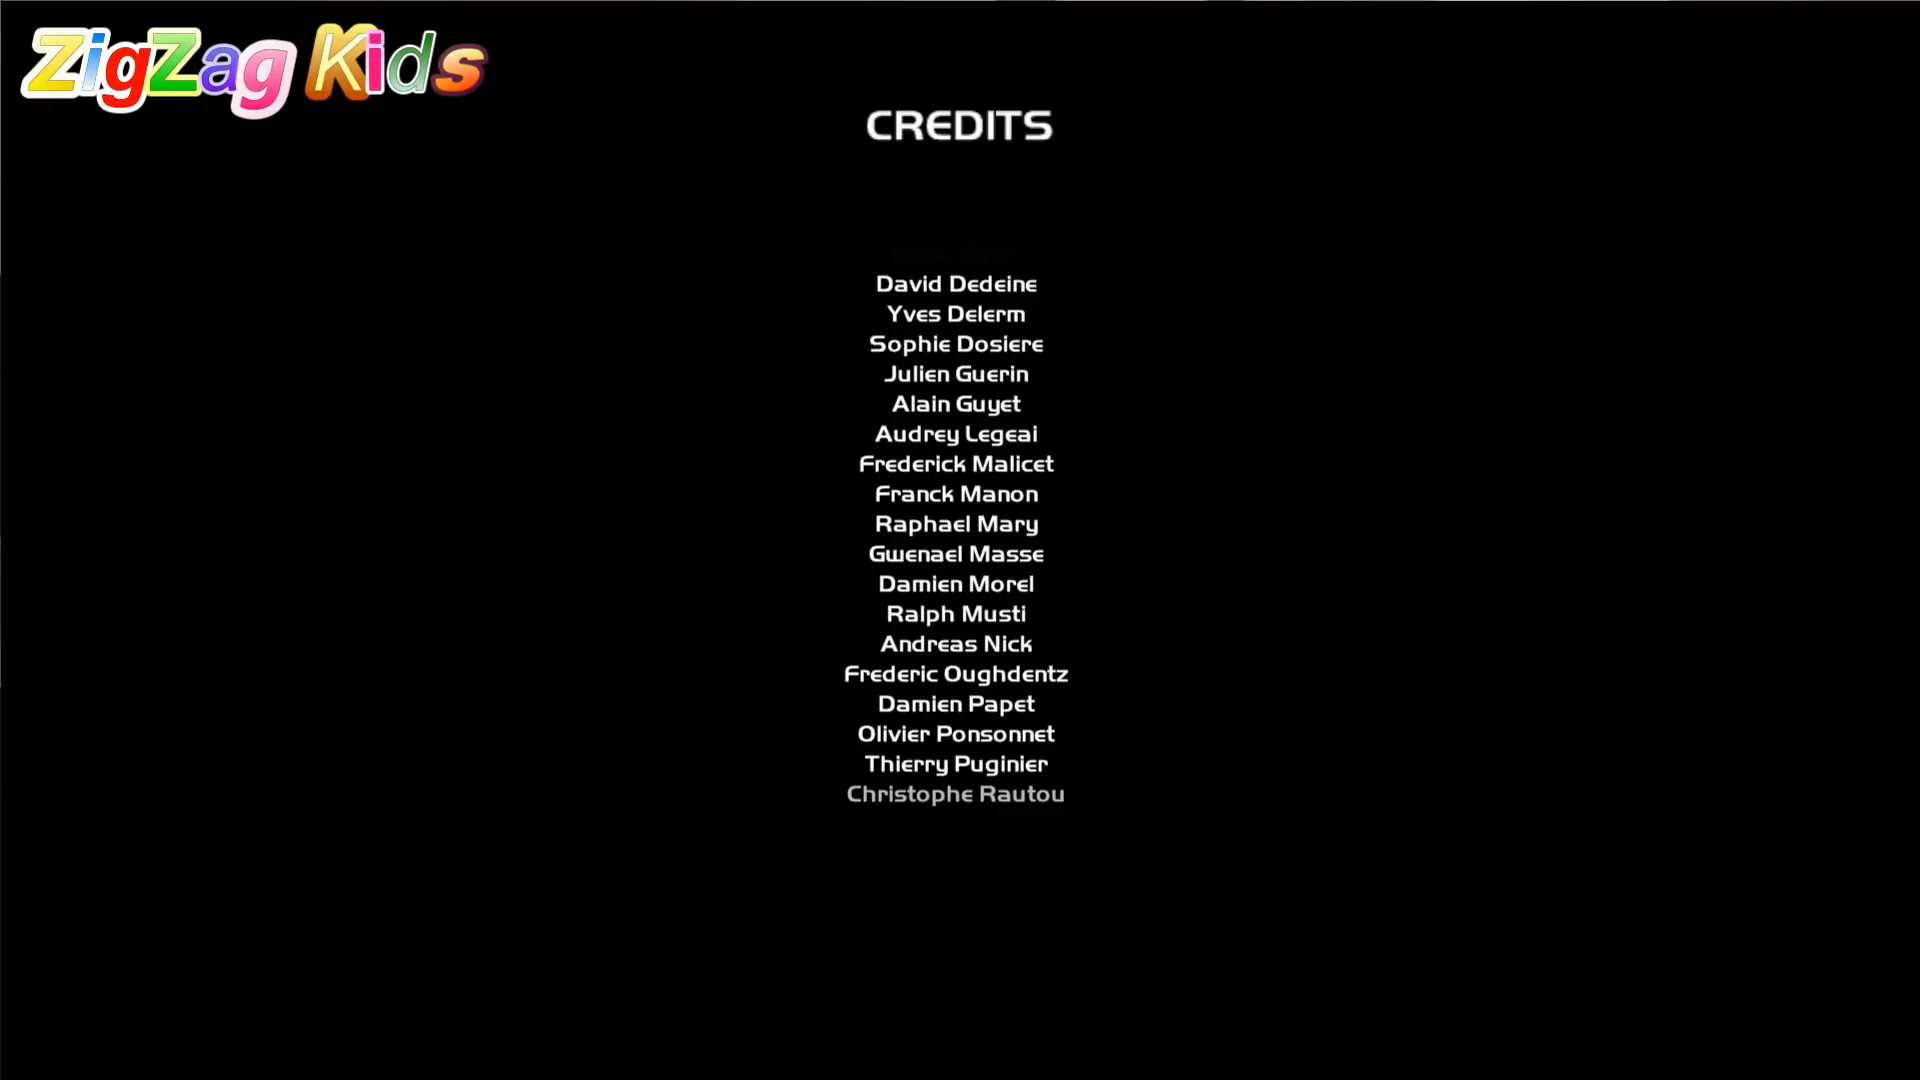 ZigZag Kids
CREDITS
David Dedeine
Yves Delerm
Sophie Dosiere
Julien Guerin
Alain Guyet
Audrey Legeai
Frederick Malicet
Franck Manon
Raphael Mary
Gwenael Masse
Damien Morel
Ralph Musti
Andreas Nick
Frederic Oughdentz
Damien Papet
Olivier Ponsonnet
Thierry Puginier
Christophe Rautou